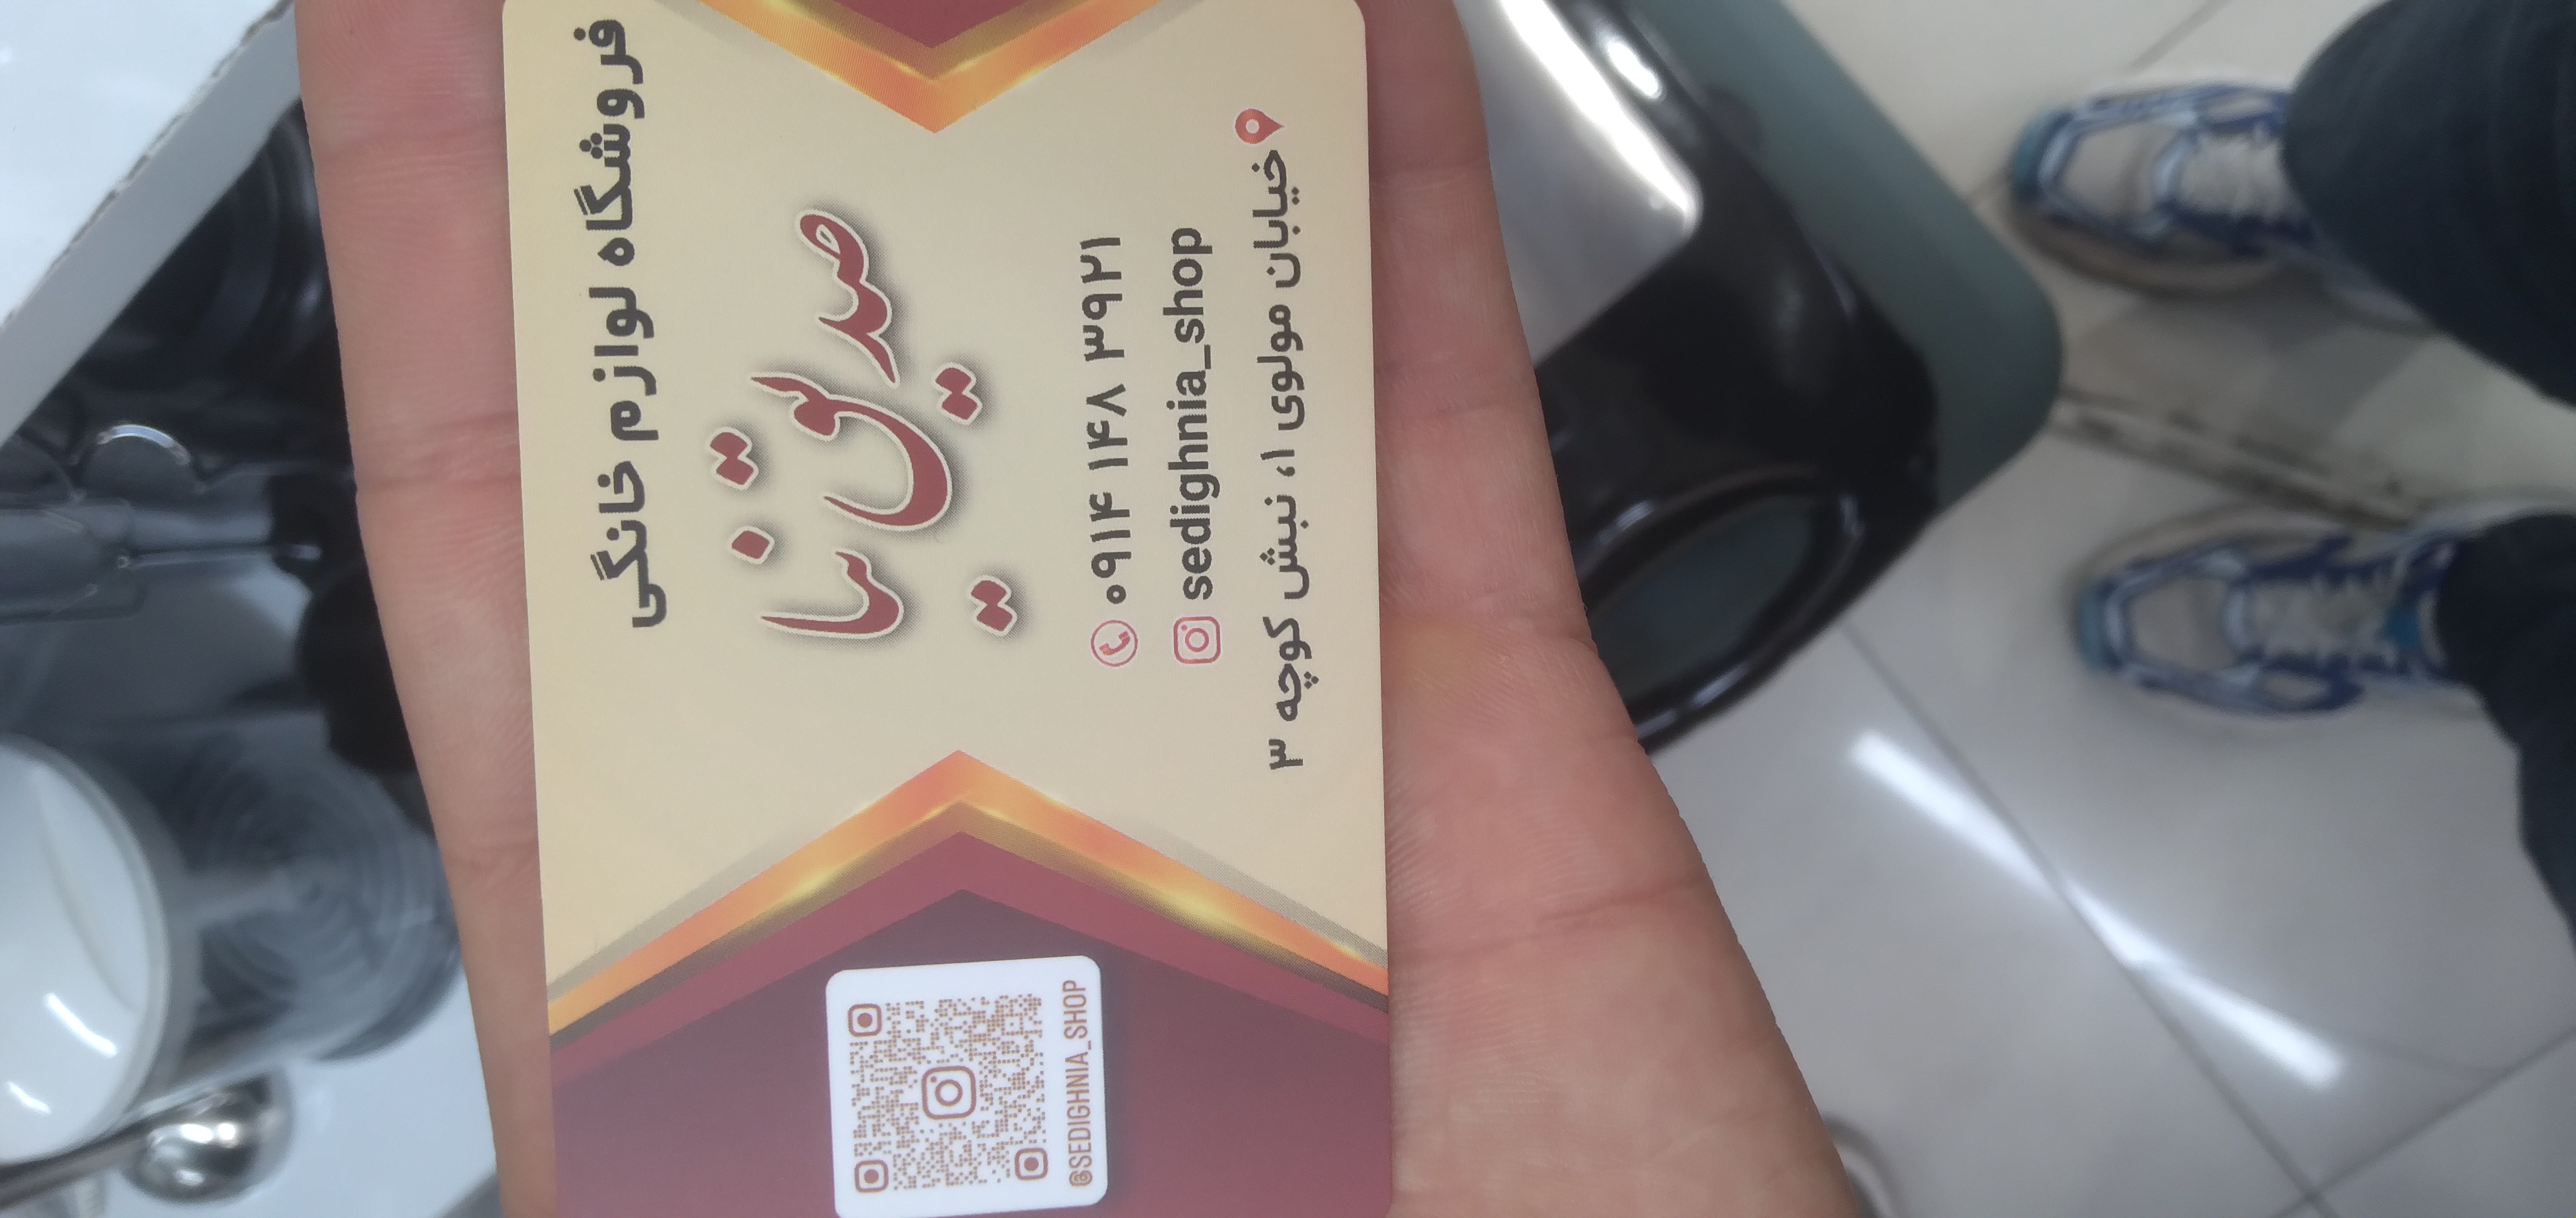 فروشگاه لوازم خانگی
صدیق نیا
۰۹۱۴ ۱۴۸ ۳۹۲۱
sedighnia_shop
خیابان مولوی ۱، نبش کوچه ۳
@SEDIGHNIA_SHOP